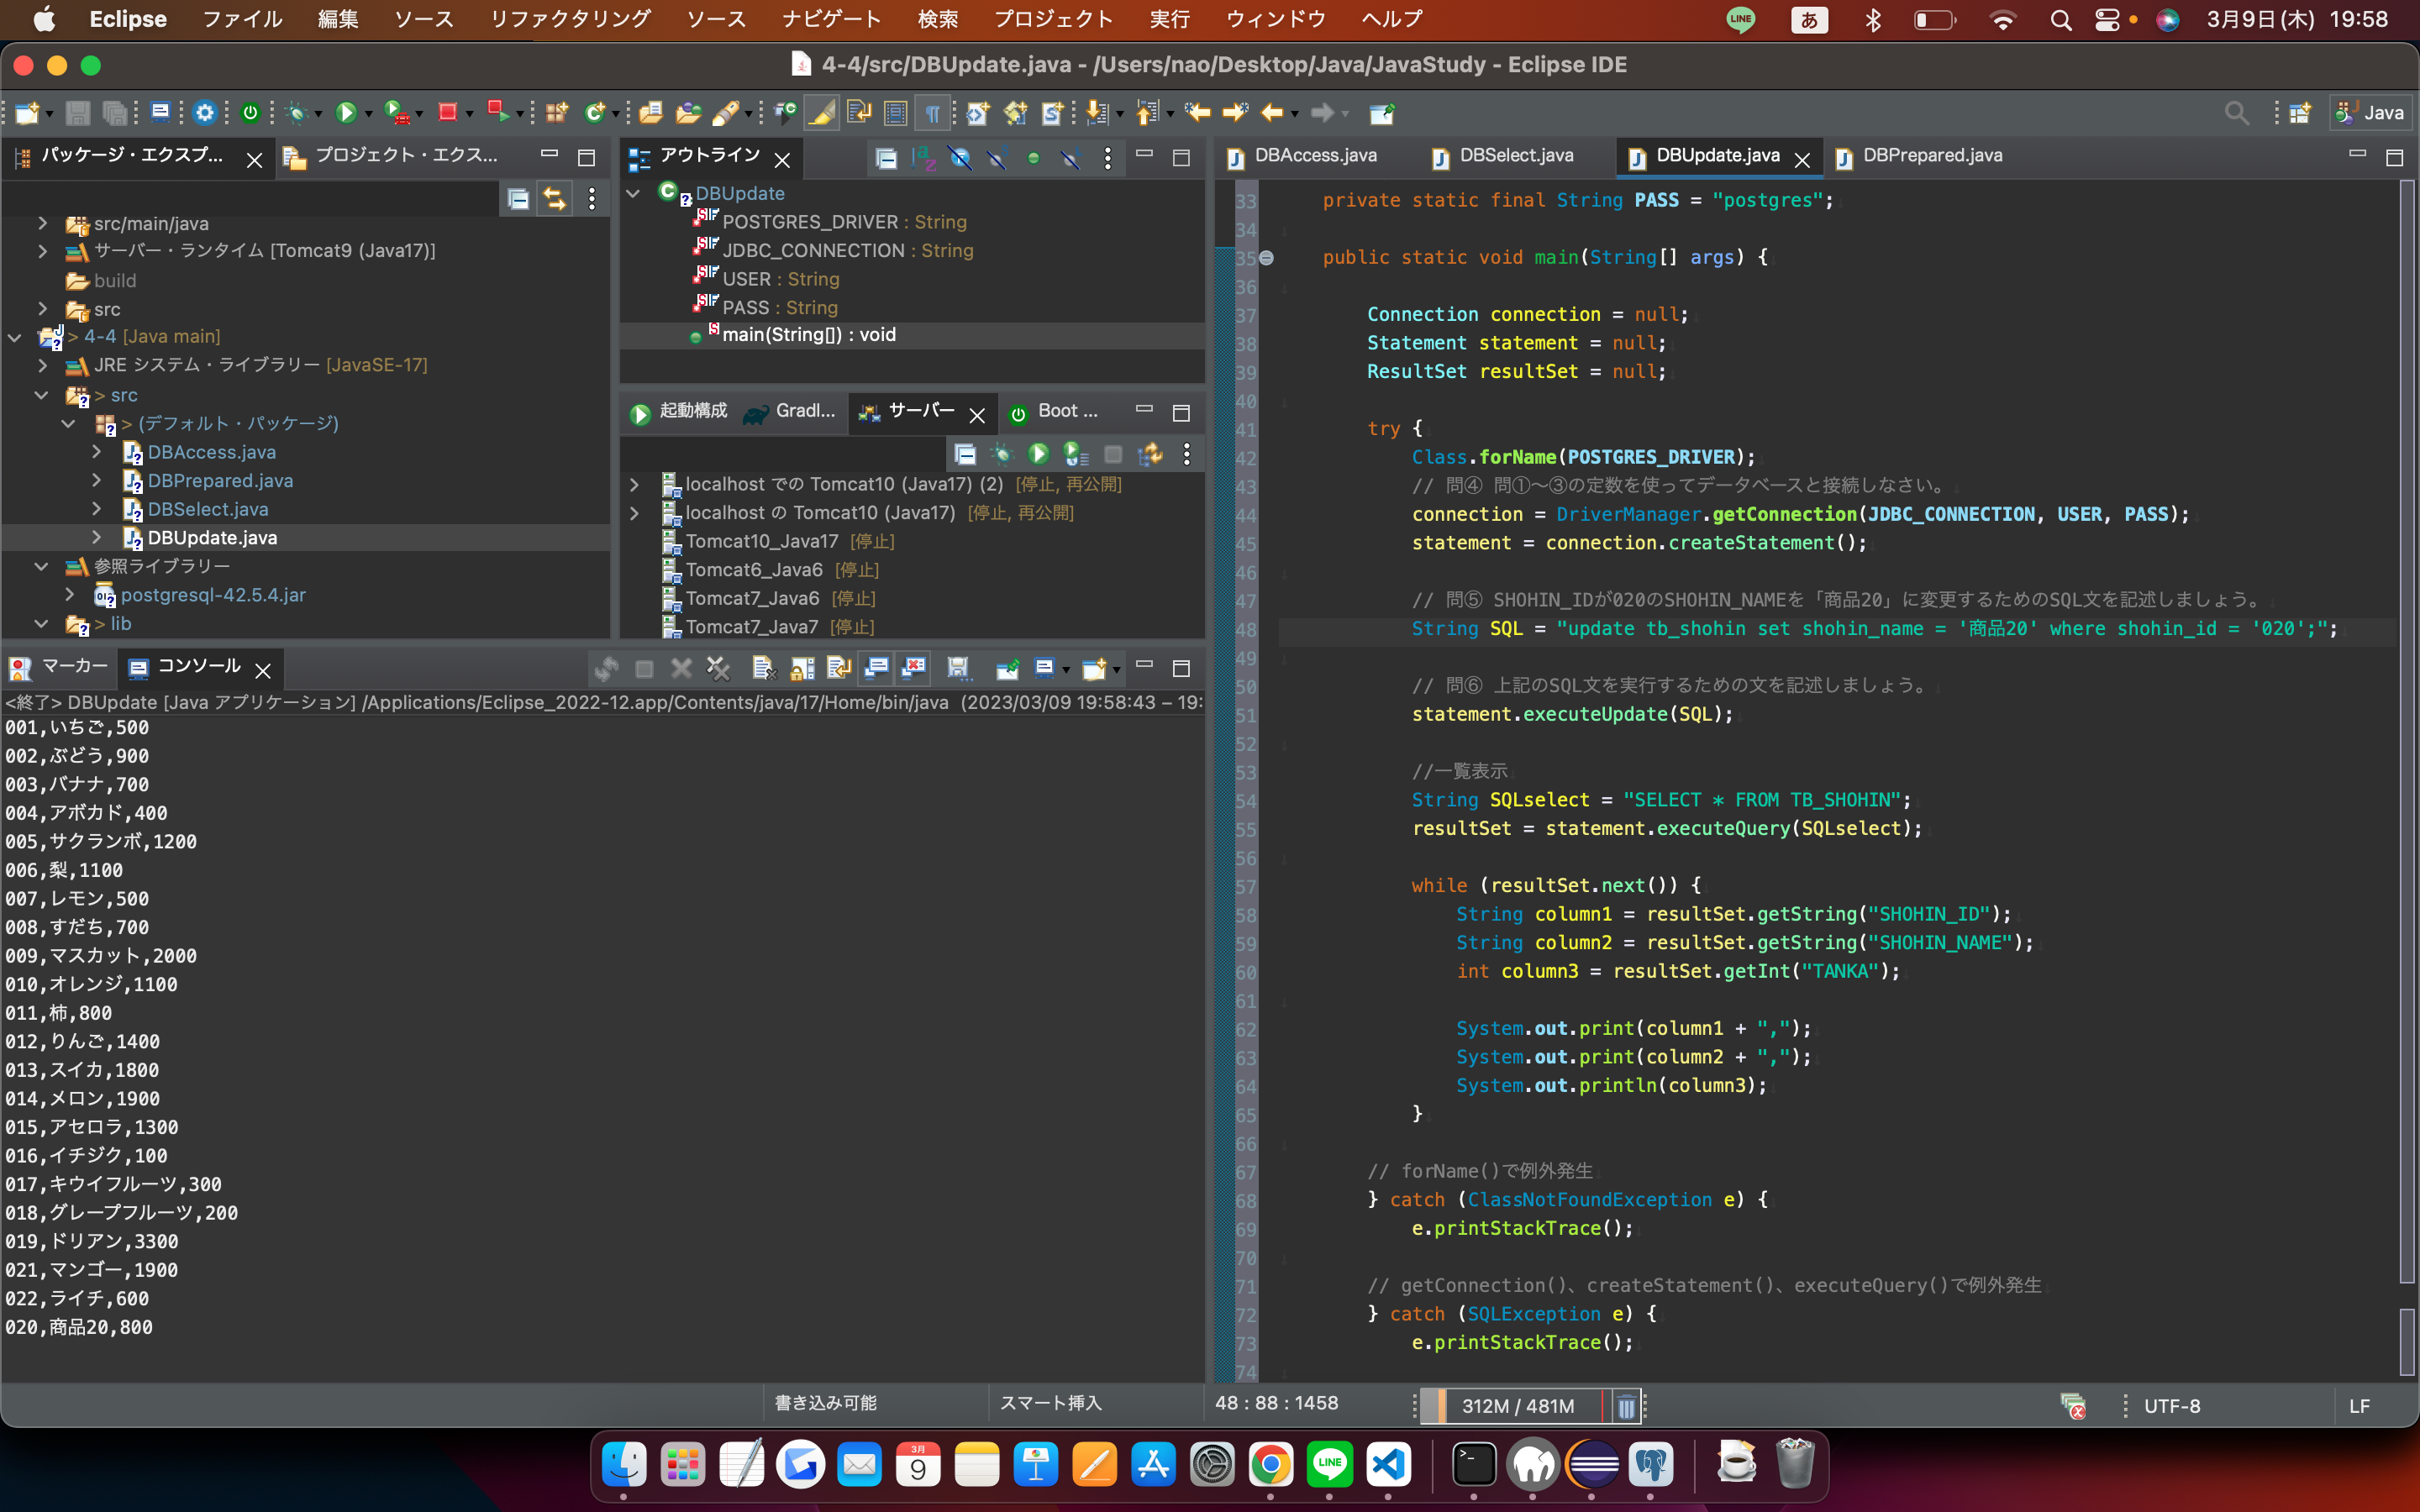 Eclipse ファイル 編集 ソース リファクタリング ソース ナビゲート 検索 プロジェクト 実行 ウィンドウ ヘルプ LINE あ 3月9日(木) 19:58
4-4/src/DBUpdate.java - /Users/nao/Desktop/Java/JavaStudy - Eclipse IDE
Java
パッケージ・エクスプ...
プロジェクト・エクス...
src/main/java
サーバー・ランタイム [Tomcat9 (Java17)]
build
src
> 4-4 [Java main]
JRE システム・ライブラリー [JavaSE-17]
> src
> (デフォルト・パッケージ)
DBAccess.java
DBPrepared.java
DBSelect.java
DBUpdate.java
参照ライブラリー
postgresql-42.5.4.jar
> lib
アウトライン
DBUpdate
POSTGRES_DRIVER : String
JDBC_CONNECTION : String
USER : String
PASS : String
main(String[]) : void
起動構成 Gradl... サーバー Boot ...
localhost での Tomcat10 (Java17) (2) [停止, 再公開]
localhost の Tomcat10 (Java17) [停止, 再公開]
Tomcat10_Java17 [停止]
Tomcat6_Java6 [停止]
Tomcat7_Java6 [停止]
Tomcat7_Java7 [停止]
マーカー コンソール
<終了> DBUpdate [Java アプリケーション] /Applications/Eclipse_2022-12.app/Contents/java/17/Home/bin/java (2023/03/09 19:58:43 – 19:
001,いちご,500
002,ぶどう,900
003,バナナ,700
004,アボカド,400
005,サクランボ,1200
006,梨,1100
007,レモン,500
008,すだち,700
009,マスカット,2000
010,オレンジ,1100
011,柿,800
012,りんご,1400
013,スイカ,1800
014,メロン,1900
015,アセロラ,1300
016,イチジク,100
017,キウイフルーツ,300
018,グレープフルーツ,200
019,ドリアン,3300
021,マンゴー,1900
022,ライチ,600
020,商品20,800
DBAccess.java DBSelect.java DBUpdate.java DBPrepared.java
33 private static final String PASS = "postgres";
34
35 public static void main(String[] args) {
36
37 Connection connection = null;
38 Statement statement = null;
39 ResultSet resultSet = null;
40
41 try {
42 Class.forName(POSTGRES_DRIVER);
43 // 問④ 問①～③の定数を使ってデータベースと接続しなさい。
44 connection = DriverManager.getConnection(JDBC_CONNECTION, USER, PASS);
45 statement = connection.createStatement();
46
47 // 問⑤ SHOHIN_IDが020のSHOHIN_NAMEを「商品20」に変更するためのSQL文を記述しましょう。
48 String SQL = "update tb_shohin set shohin_name = '商品20' where shohin_id = '020';";
49
50 // 問⑥ 上記のSQL文を実行するための文を記述しましょう。
51 statement.executeUpdate(SQL);
52
53 //一覧表示
54 String SQLselect = "SELECT * FROM TB_SHOHIN";
55 resultSet = statement.executeQuery(SQLselect);
56
57 while (resultSet.next()) {
58 String column1 = resultSet.getString("SHOHIN_ID");
59 String column2 = resultSet.getString("SHOHIN_NAME");
60 int column3 = resultSet.getInt("TANKA");
61
62 System.out.print(column1 + ",");
63 System.out.print(column2 + ",");
64 System.out.println(column3);
65 }
66
67 // forName()で例外発生
68 } catch (ClassNotFoundException e) {
69 e.printStackTrace();
70
71 // getConnection()、createStatement()、executeQuery()で例外発生
72 } catch (SQLException e) {
73 e.printStackTrace();
74
書き込み可能 スマート挿入 48 : 88 : 1458 312M / 481M UTF-8 LF
3月
9
LINE